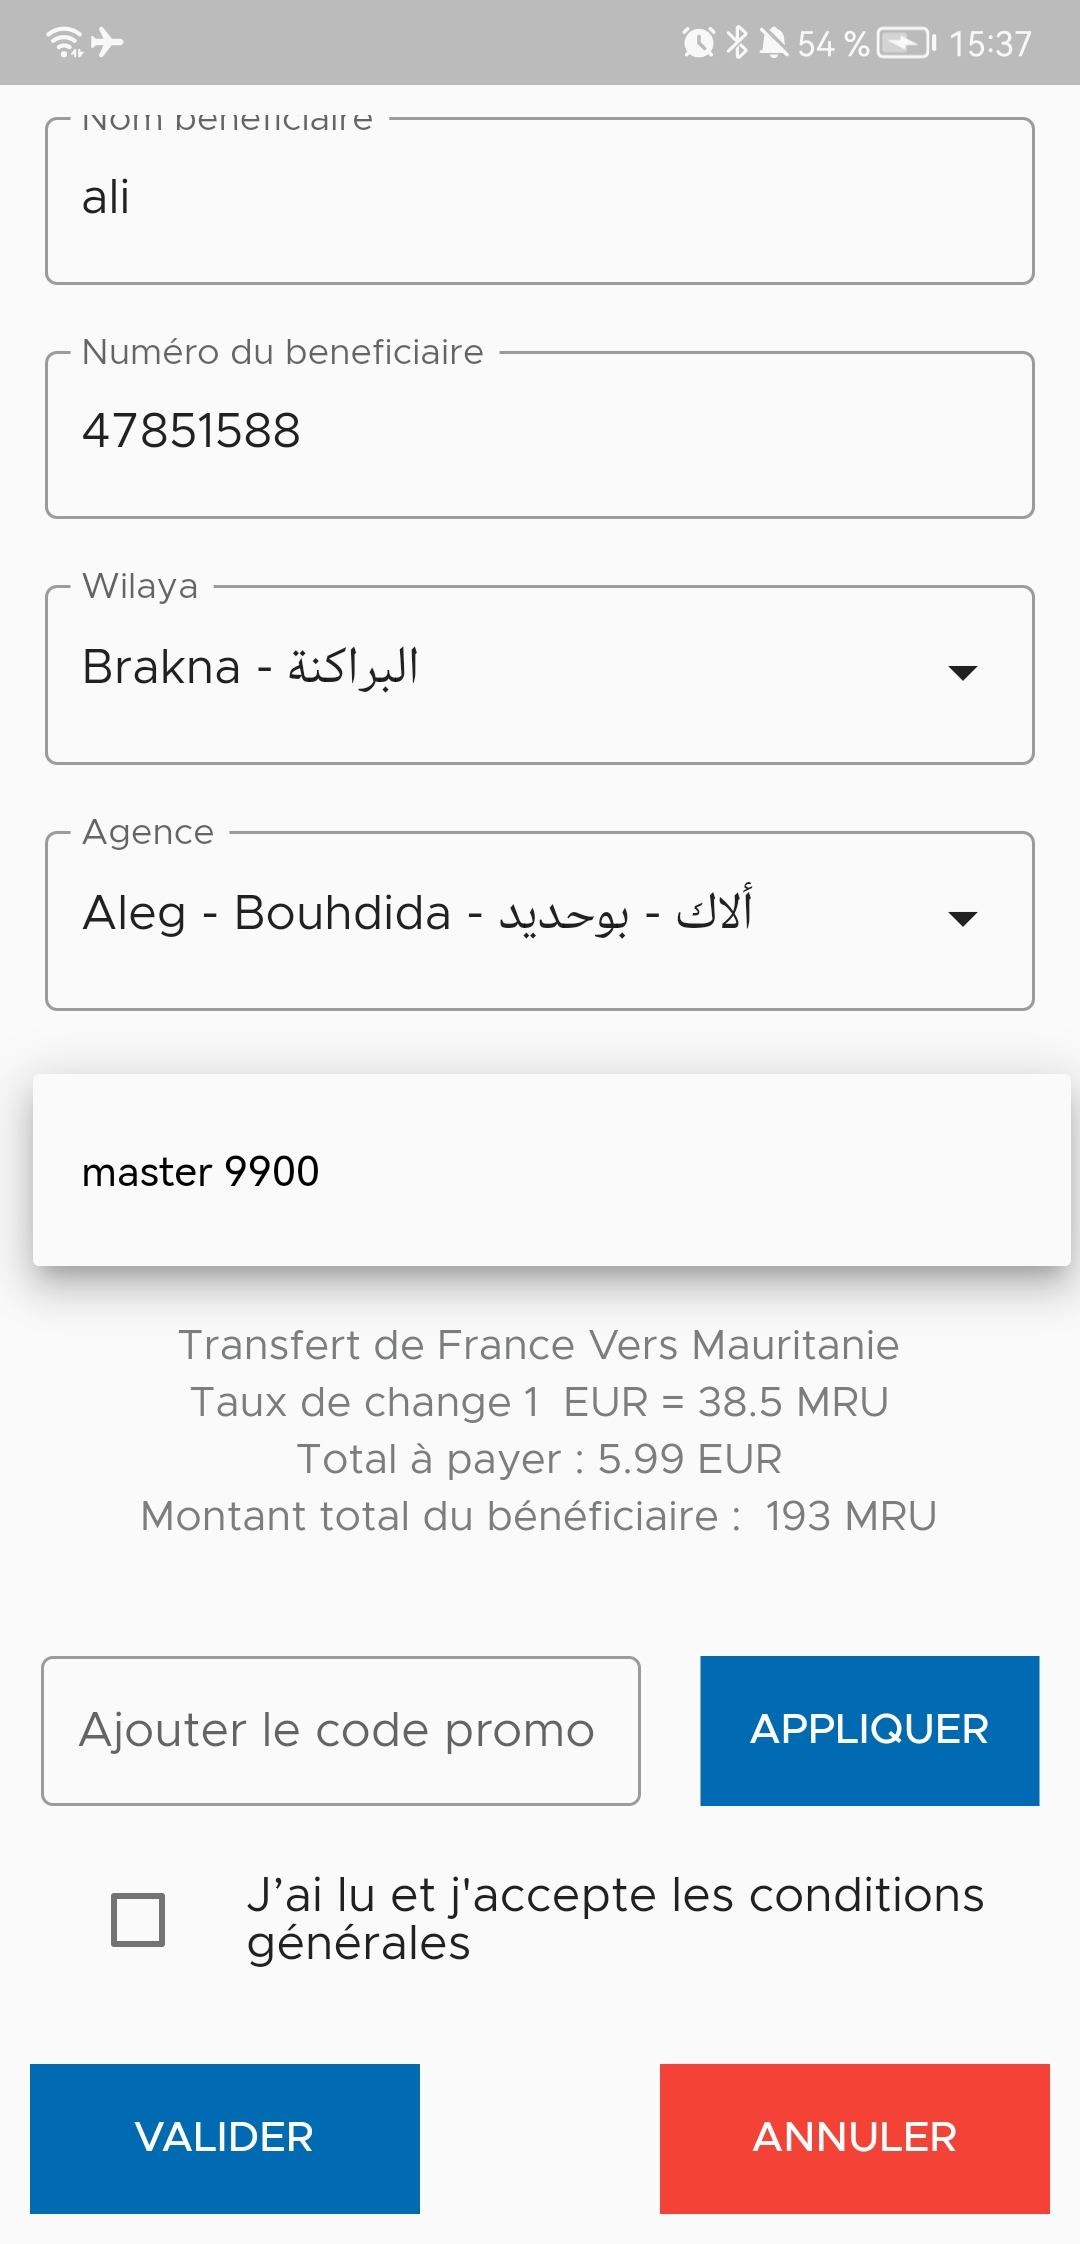 54 % 15:37
Nom beneficiaire
ali
Numéro du beneficiaire
47851588
Wilaya
Brakna - البراكنة
Agence
Aleg - Bouhdida - ألاك - بوحديد
master 9900
Transfert de France Vers Mauritanie
Taux de change 1  EUR = 38.5 MRU
Total à payer : 5.99 EUR
Montant total du bénéficiaire :  193 MRU
Ajouter le code promo
APPLIQUER
J’ai lu et j'accepte les conditions
générales
VALIDER
ANNULER